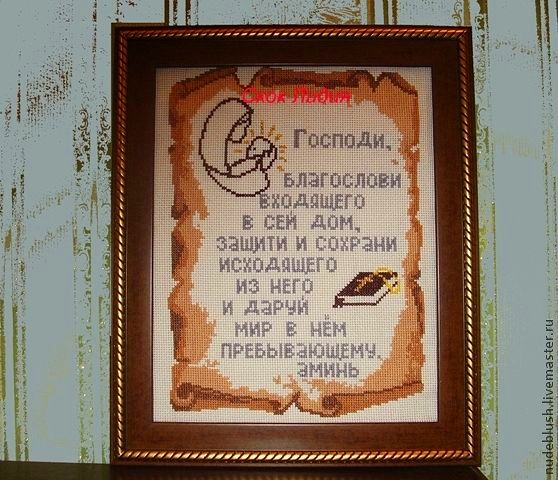 Скок Лидия
Господи,
благослови
входящего
в сей дом,
защити и сохрани
исходящего
из него
и даруй
мир в нём
пребывающему.
аминь
nudeblush.livemaster.ru